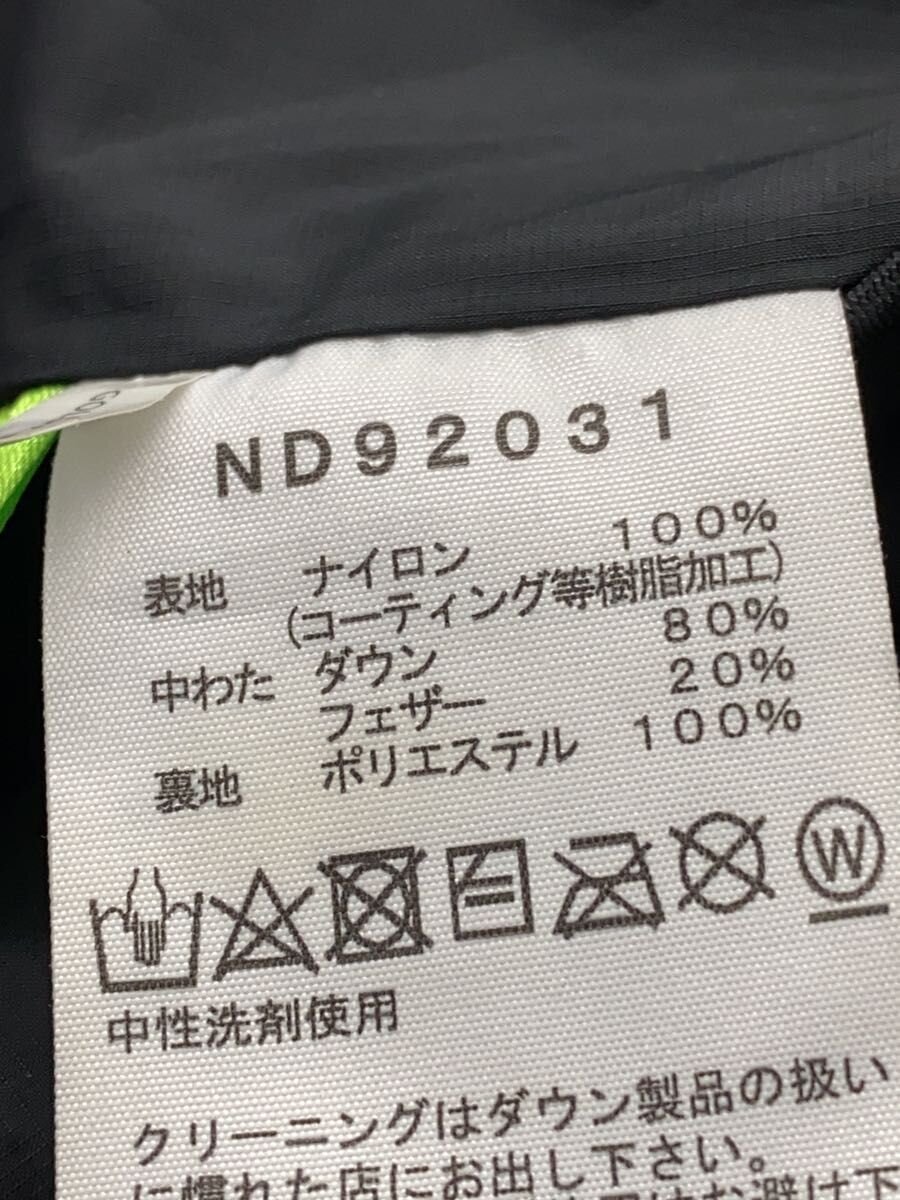 ND92031
表地 ナイロン 100%
(コーティング等樹脂加工)
中わた ダウン 80%
フェザー 20%
裏地 ポリエステル 100%
W
中性洗剤使用
クリーニングはダウン製品の扱い
に慣れた店にお出し下さい。